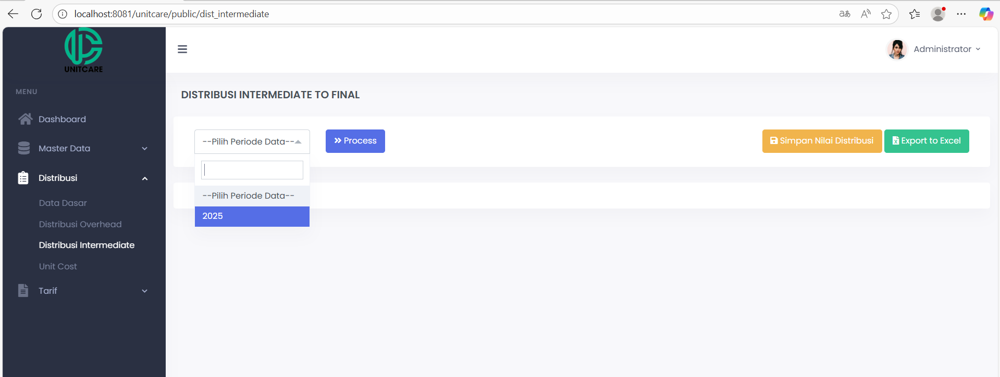 localhost:8081/unitcare/public/dist_intermediate
aあ
UNITCARE
Administrator
MENU
Dashboard
Master Data
Distribusi
Data Dasar
Distribusi Overhead
Distribusi Intermediate
Unit Cost
Tarif
DISTRIBUSI INTERMEDIATE TO FINAL
--Pilih Periode Data--
Process
Simpan Nilai Distribusi
Export to Excel
--Pilih Periode Data--
2025